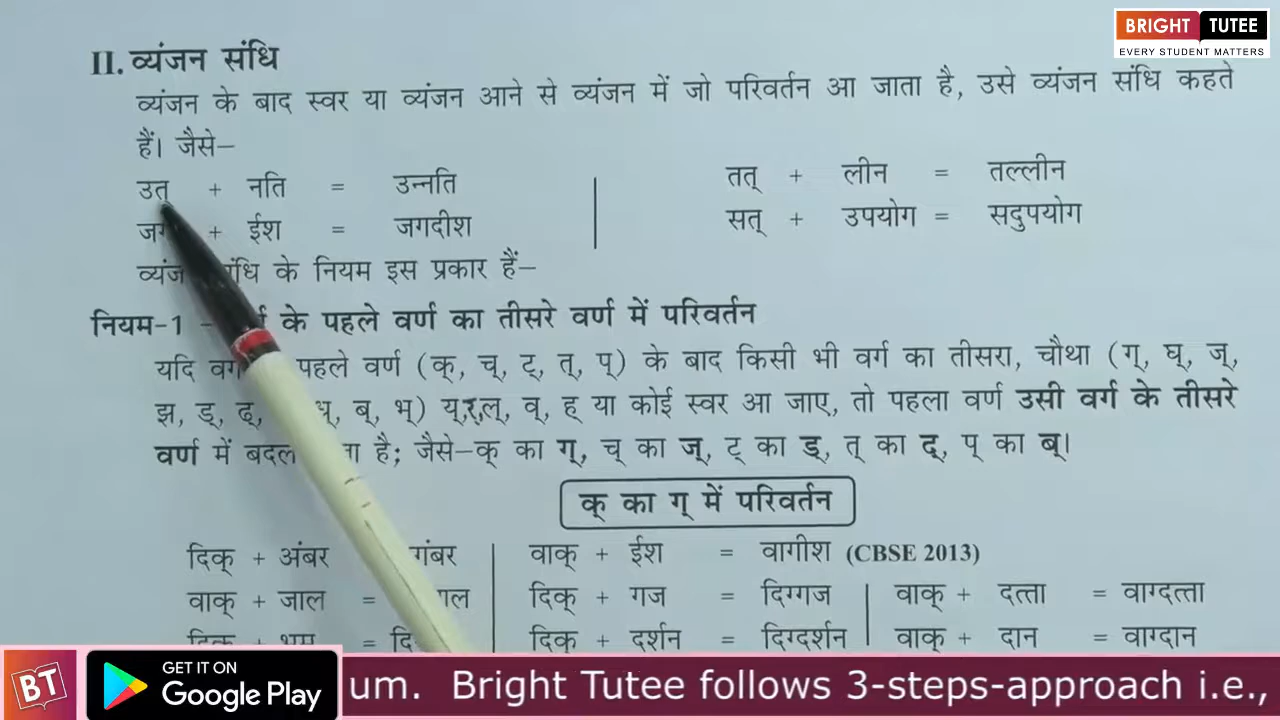 BRIGHT TUTEE
EVERY STUDENT MATTERS
II. व्यंजन संधि
व्यंजन के बाद स्वर या व्यंजन आने से व्यंजन में जो परिवर्तन आ जाता है, उसे व्यंजन संधि कहते
हैं। जैसे–
उत् + नति = उन्नति तत् + लीन = तल्लीन
+ ईश = जगदीश सत् + उपयोग = सदुपयोग
के नियम इस प्रकार हैं–
नियम-1 – के पहले वर्ण का तीसरे वर्ण में परिवर्तन
यदि पहले वर्ण (क्, च्, ट्, त्, प्) के बाद किसी भी वर्ग का तीसरा, चौथा (ग्, घ्, ज्,
झ, ड्, ढ्, ब्, भ्) य्,र्,ल्, व्, ह् या कोई स्वर आ जाए, तो पहला वर्ण उसी वर्ग के तीसरे
वर्ण में है; जैसे–क् का ग्, च् का ज्, ट् का ड्, त् का द्, प् का ब्।
क् का ग् में परिवर्तन
दिक् + अंबर वाक् + ईश = वागीश (CBSE 2013)
वाक् + जाल = दिक् + गज = दिग्गज वाक् + दत्ता = वाग्दत्ता
दिक् + = दिक् + दर्शन = दिग्दर्शन वाक् + दान = वाग्दान
BT GET IT ON
Google Play um. Bright Tutee follows 3-steps-approach i.e.,